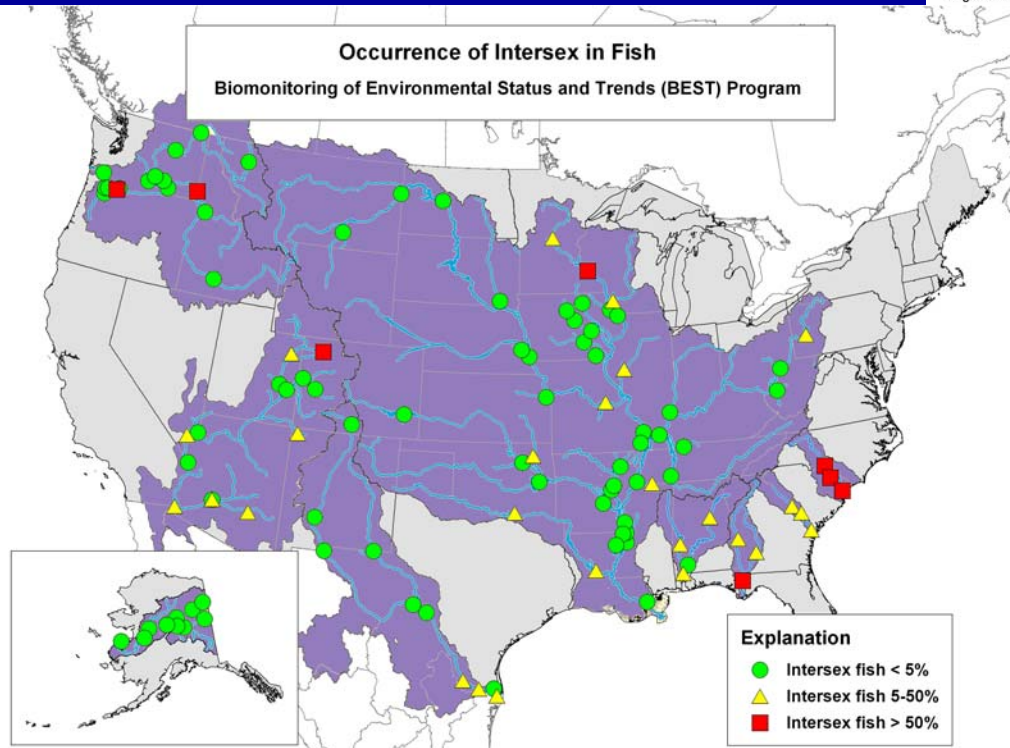 Occurrence of Intersex in Fish
Biomonitoring of Environmental Status and Trends (BEST) Program
Explanation
Intersex fish < 5%
Intersex fish 5-50%
Intersex fish > 50%